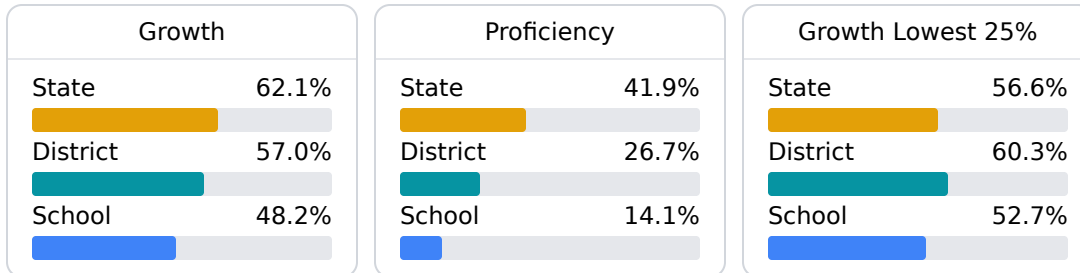 Growth
State 62.1%
District 57.0%
School 48.2%
Proficiency
State 41.9%
District 26.7%
School 14.1%
Growth Lowest 25%
State 56.6%
District 60.3%
School 52.7%